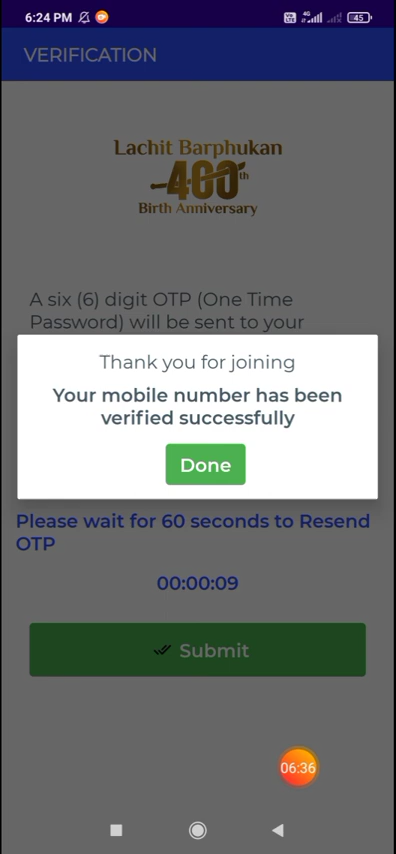 6:24 PM
4G
45
VERIFICATION
Lachit Barphukan
400th
Birth Anniversary
A six (6) digit OTP (One Time
Password) will be sent to your
Thank you for joining
Your mobile number has been
verified successfully
Done
Please wait for 60 seconds to Resend
OTP
00:00:09
Submit
06:36